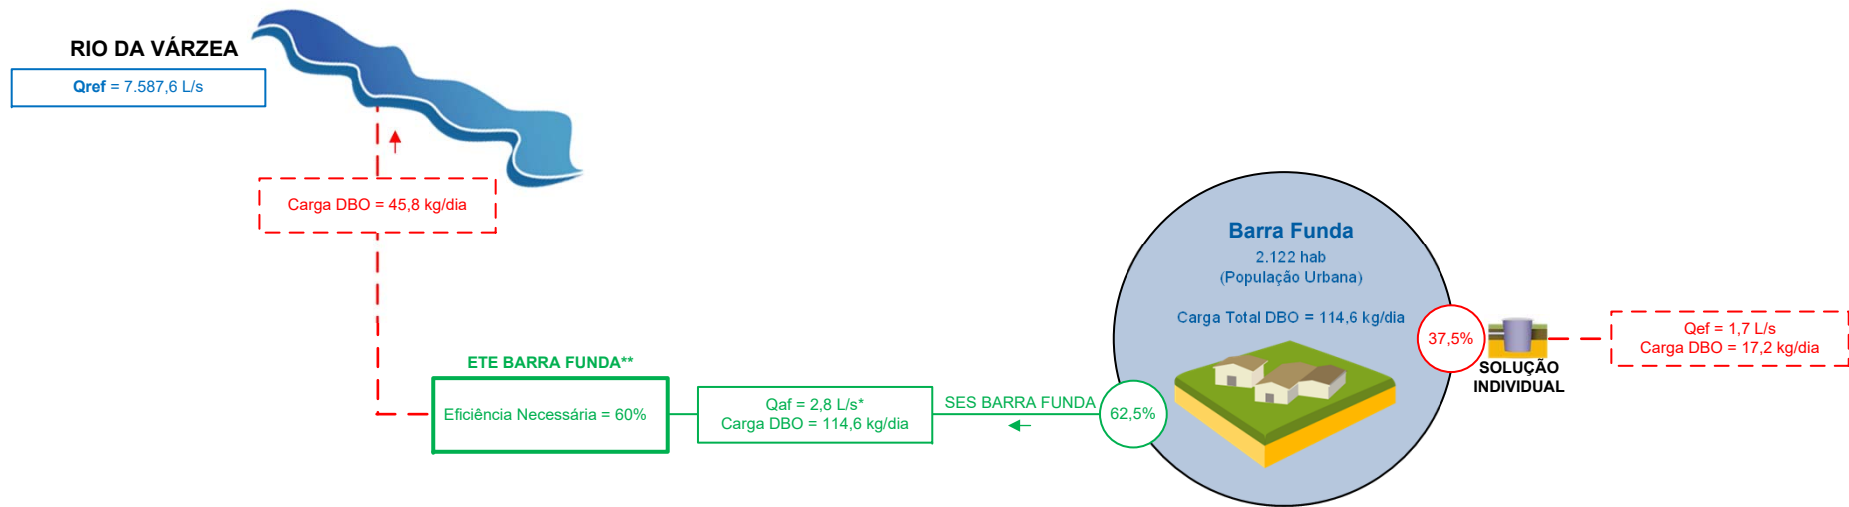 RIO DA VÁRZEA
Qref = 7.587,6 L/s
Carga DBO = 45,8 kg/dia
ETE BARRA FUNDA**
Eficiência Necessária = 60%
Qaf = 2,8 L/s*
Carga DBO = 114,6 kg/dia
SES BARRA FUNDA
62,5%
Barra Funda
2.122 hab
(População Urbana)
Carga Total DBO = 114,6 kg/dia
37,5%
SOLUÇÃO
INDIVIDUAL
Qef = 1,7 L/s
Carga DBO = 17,2 kg/dia